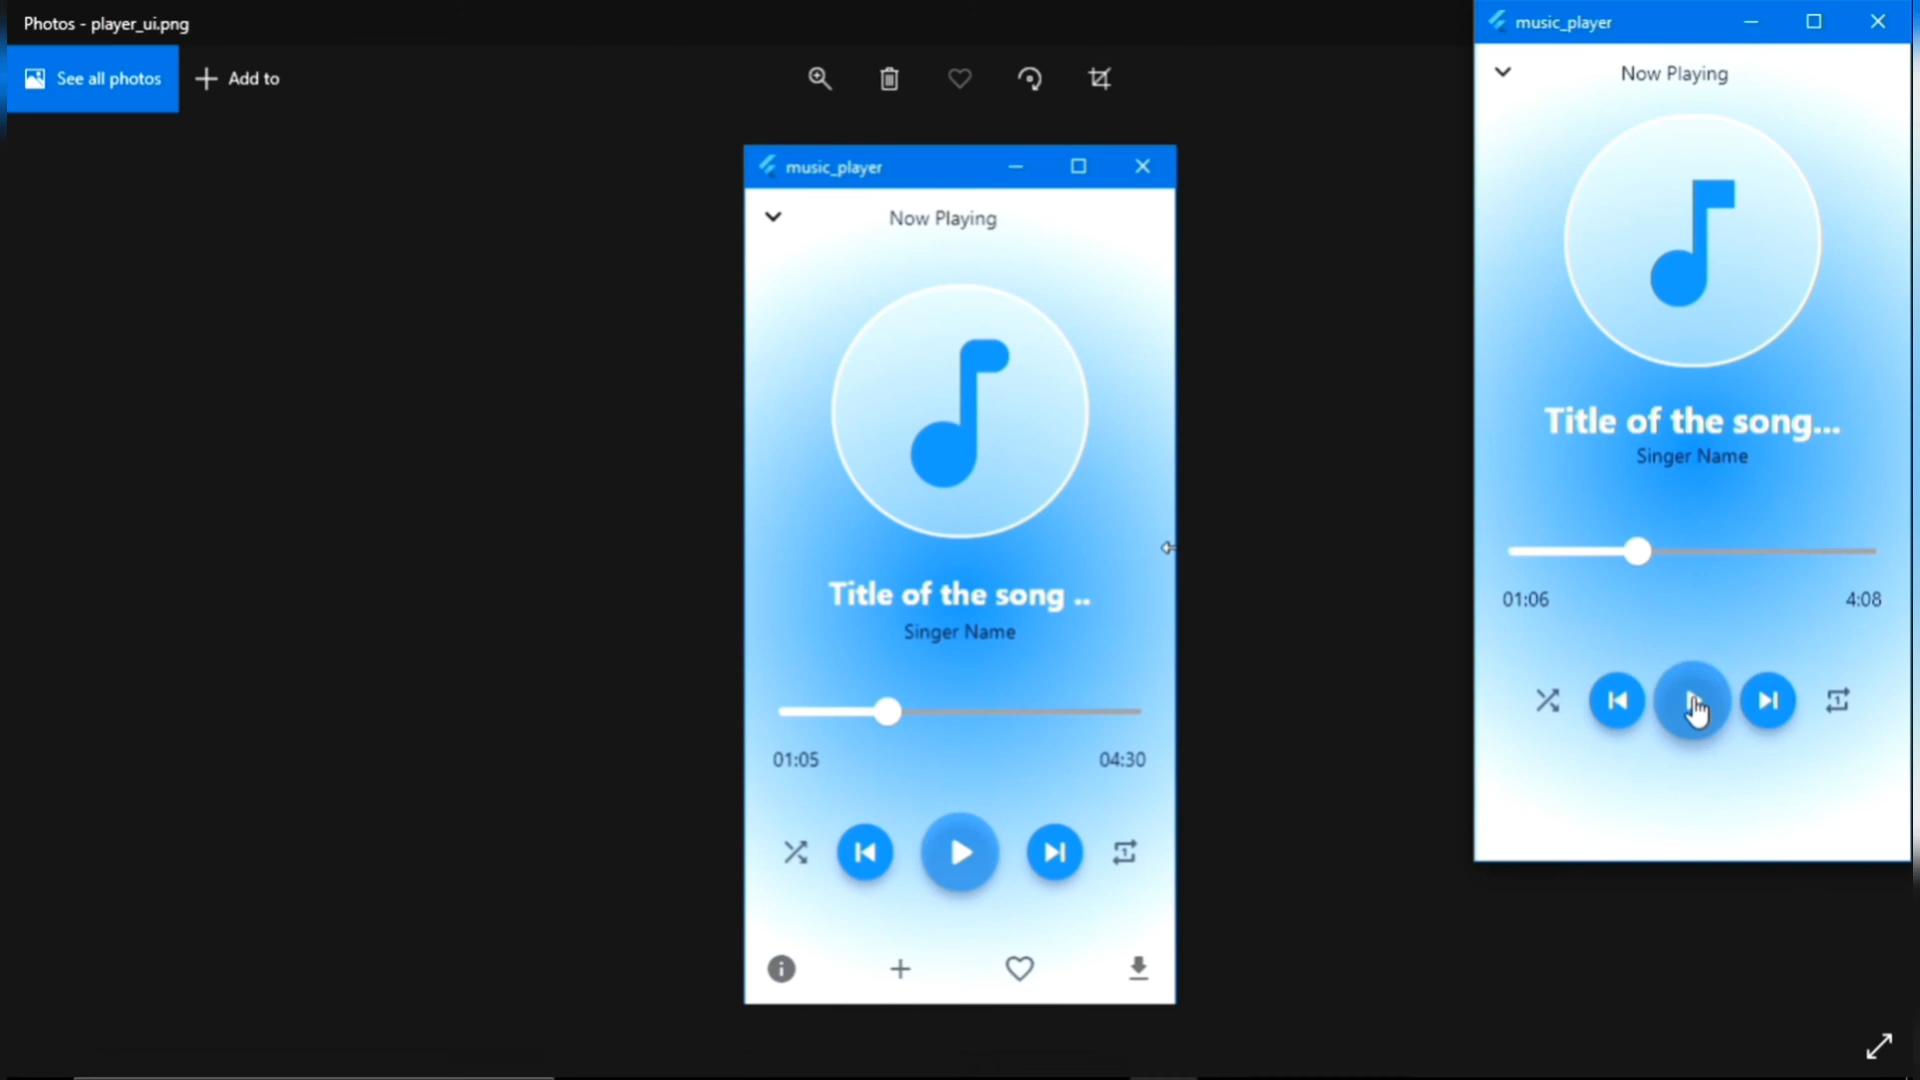 Photos - player_ui.png
See all photos
Add to
music_player
Now Playing
Title of the song ..
Singer Name
01:05
04:30
music_player
Now Playing
Title of the song...
Singer Name
01:06
4:08